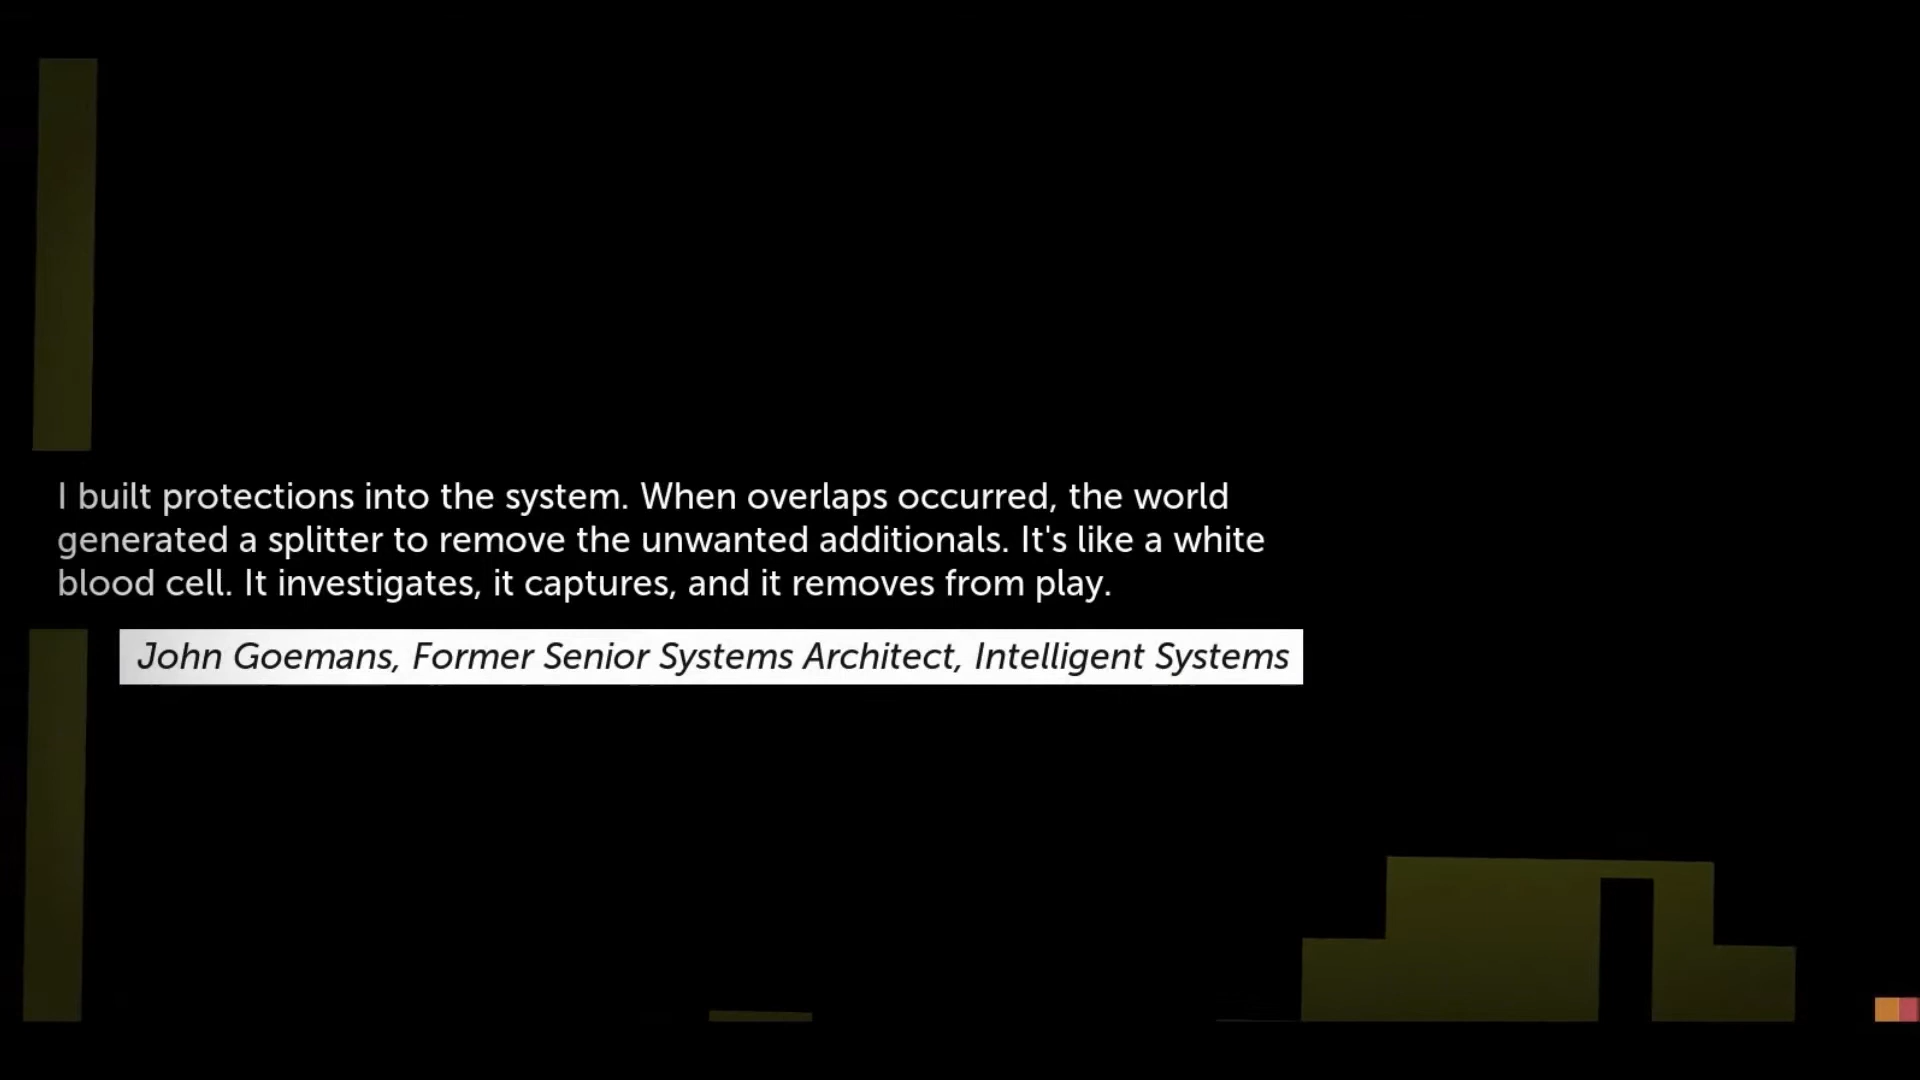 I built protections into the system. When overlaps occurred, the world
generated a splitter to remove the unwanted additionals. It's like a white
blood cell. It investigates, it captures, and it removes from play.
John Goemans, Former Senior Systems Architect, Intelligent Systems